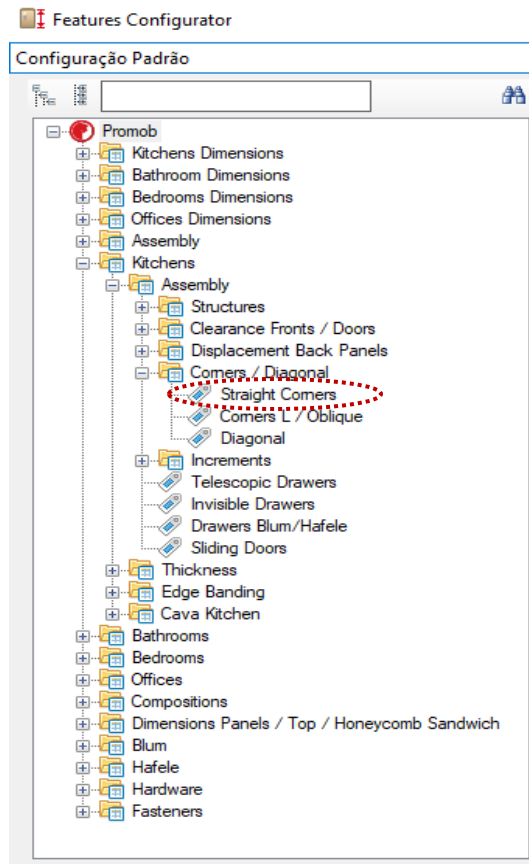 Features Configurator
Configuração Padrão
Promob
Kitchens Dimensions
Bathroom Dimensions
Bedrooms Dimensions
Offices Dimensions
Assembly
Kitchens
Assembly
Structures
Clearance Fronts / Doors
Displacement Back Panels
Corners / Diagonal
Straight Corners
Corners L / Oblique
Diagonal
Increments
Telescopic Drawers
Invisible Drawers
Drawers Blum/Hafele
Sliding Doors
Thickness
Edge Banding
Cava Kitchen
Bathrooms
Bedrooms
Offices
Compositions
Dimensions Panels / Top / Honeycomb Sandwich
Blum
Hafele
Hardware
Fasteners